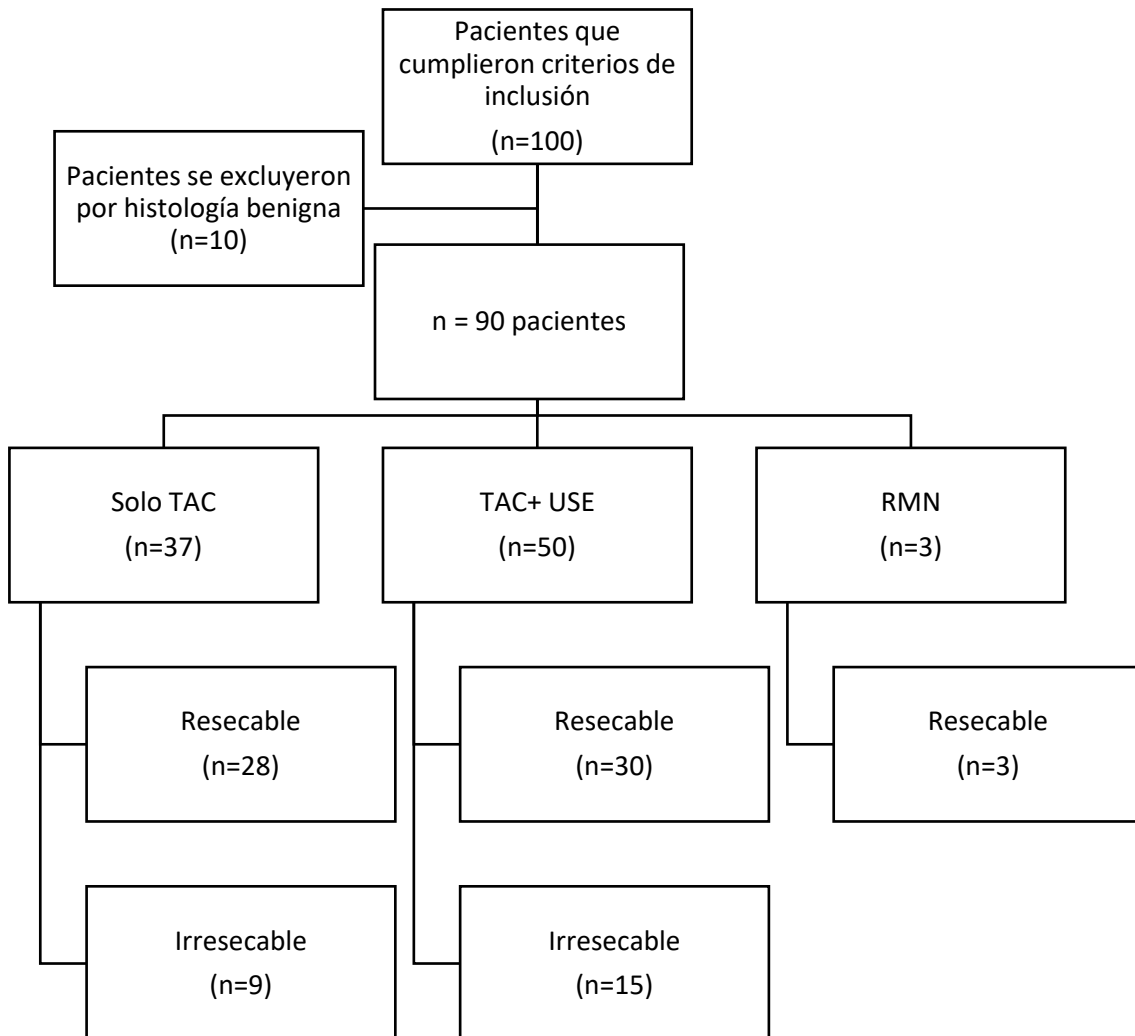 Pacientes que
cumplieron criterios de
inclusión
(n=100)
Pacientes se excluyeron
por histología benigna
(n=10)
n = 90 pacientes
Solo TAC
(n=37)
TAC+ USE
(n=50)
RMN
(n=3)
Resecable
(n=28)
Resecable
(n=30)
Resecable
(n=3)
Irresecable
(n=9)
Irresecable
(n=15)